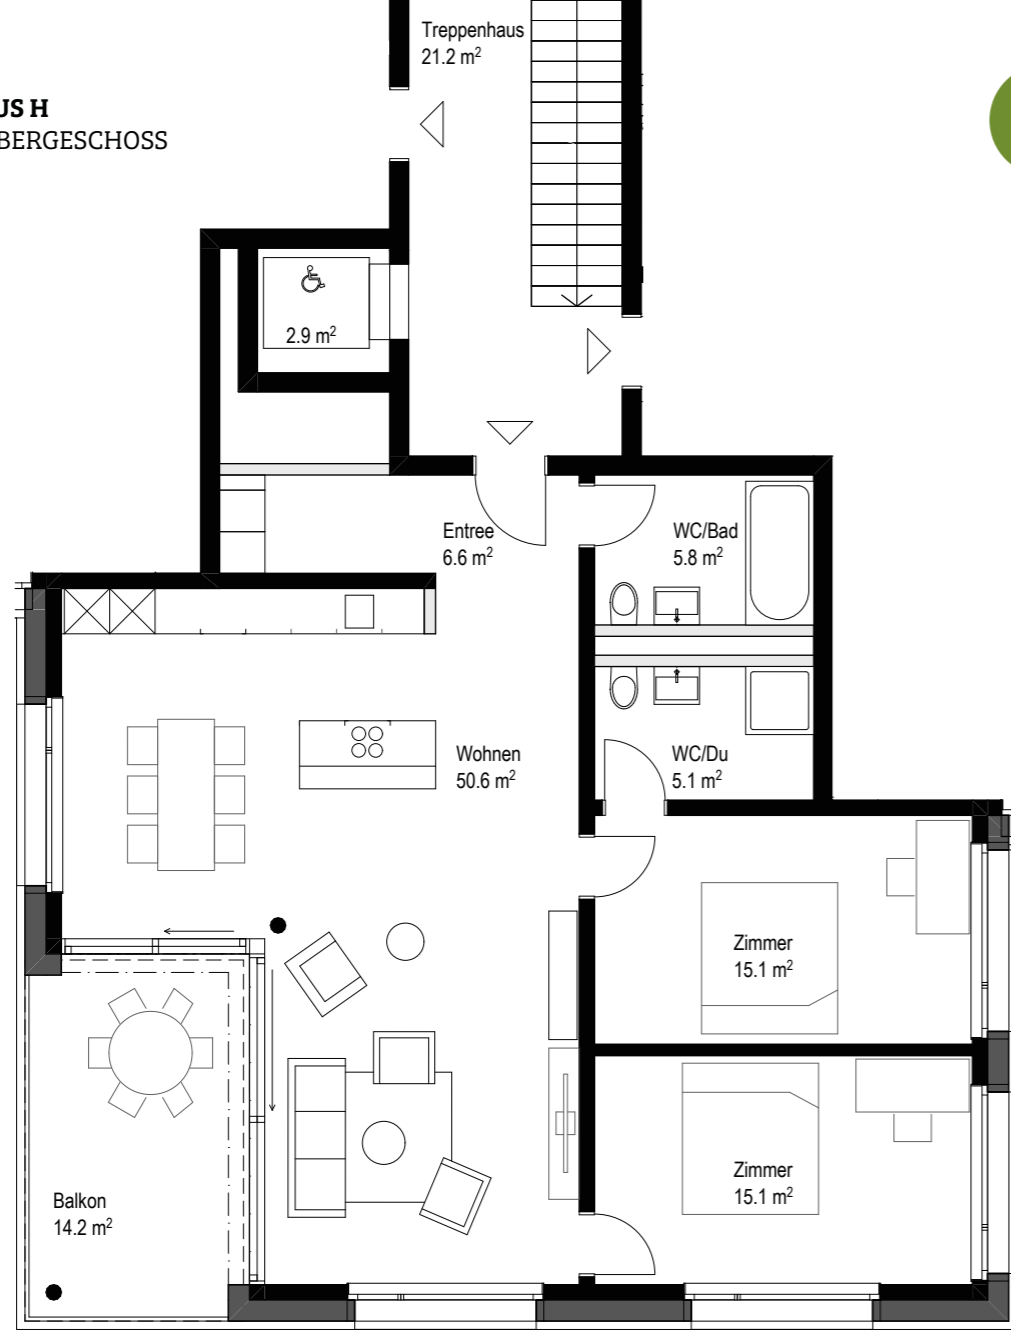 Treppenhaus
21.2 m²
US H
BERGESCHOSS
2.9 m²
Entree
6.6 m²
WC/Bad
5.8 m²
Wohnen
50.6 m²
WC/Du
5.1 m²
Zimmer
15.1 m²
Zimmer
15.1 m²
Balkon
14.2 m²